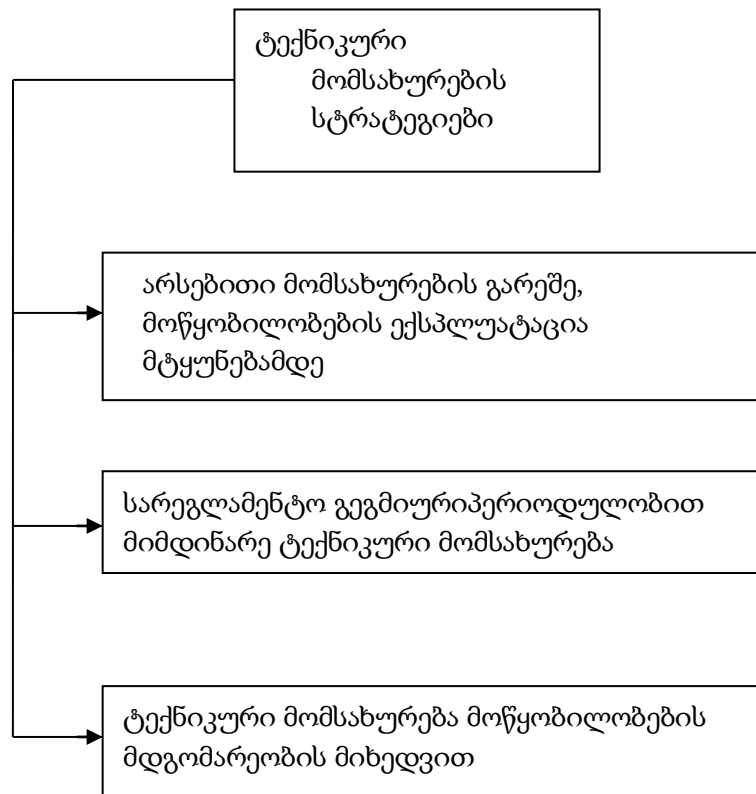 ტექნიკური
მომსახურების
სტრატეგიები
არსებითი მომსახურების გარეშე,
მოწყობილობების ექსპლუატაცია
მტყუნებამდე
სარეგლამენტო გეგმიურიპერიოდულობით
მიმდინარე ტექნიკური მომსახურება
ტექნიკური მომსახურება მოწყობილობების
მდგომარეობის მიხედვით